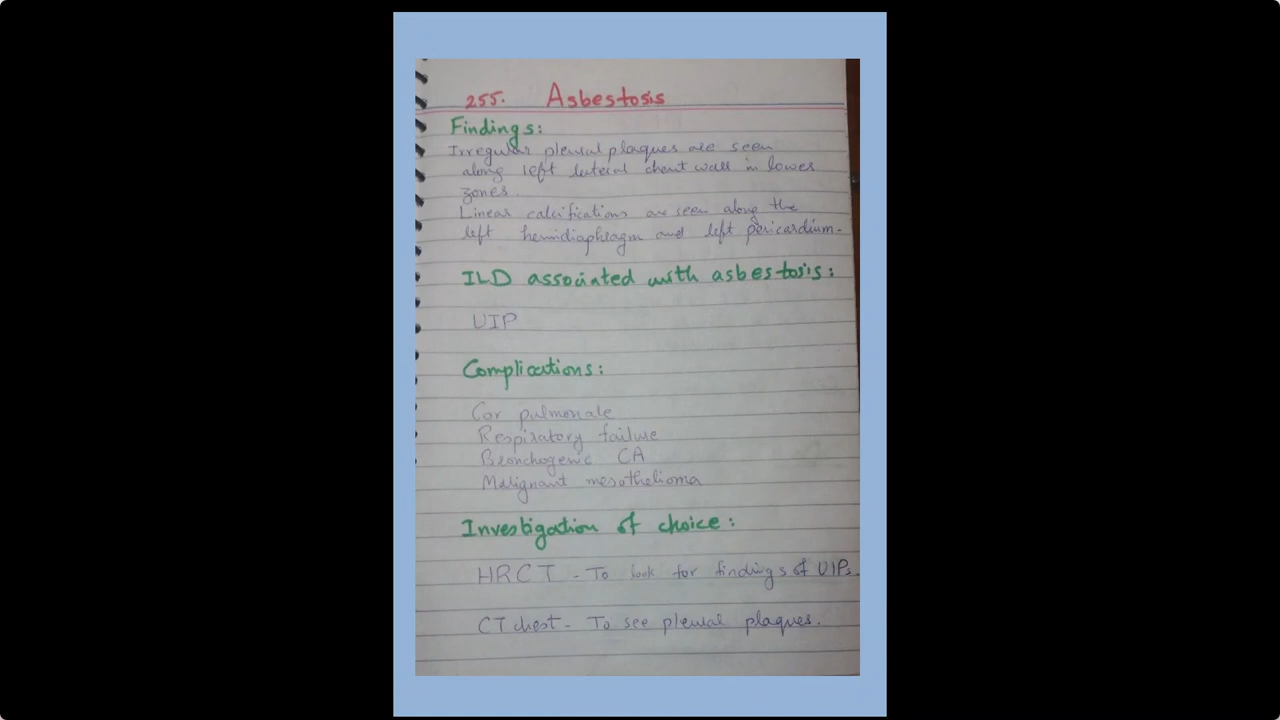 255. Asbestosis
Findings:
Irregular pleural plaques are seen
along left lateral chest wall in lower
zones.
Linear calcifications are seen along the
left hemidiaphragm and left pericardium.
ILD associated with asbestosis:
UIP
Complications:
Cor pulmonale
Respiratory failure
Bronchogenic CA
Malignant mesothelioma
Investigation of choice:
HRCT - To look for findings of UIPs.
CT chest - To see pleural plaques.